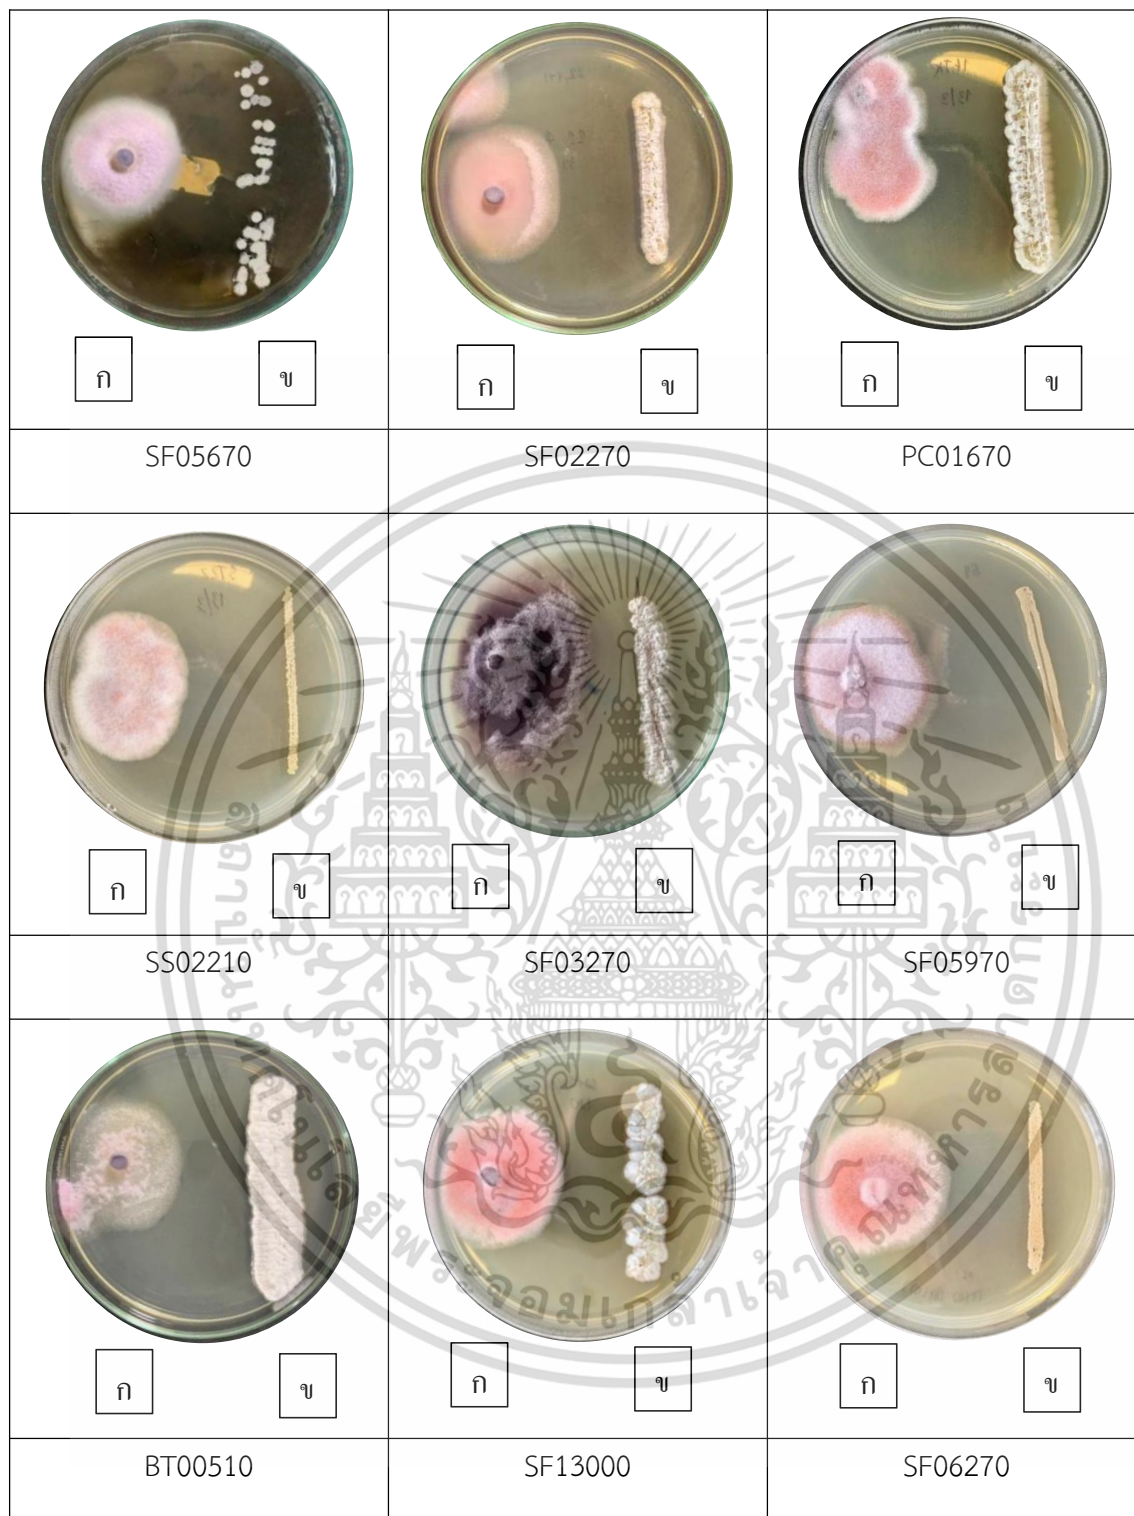 ก ข ก ข ก ข
SF05670 SF02270 PC01670
ก ข ก ข ก ข
SS02210 SF03270 SF05970
ก ข ก ข ก ข
BT00510 SF13000 SF06270